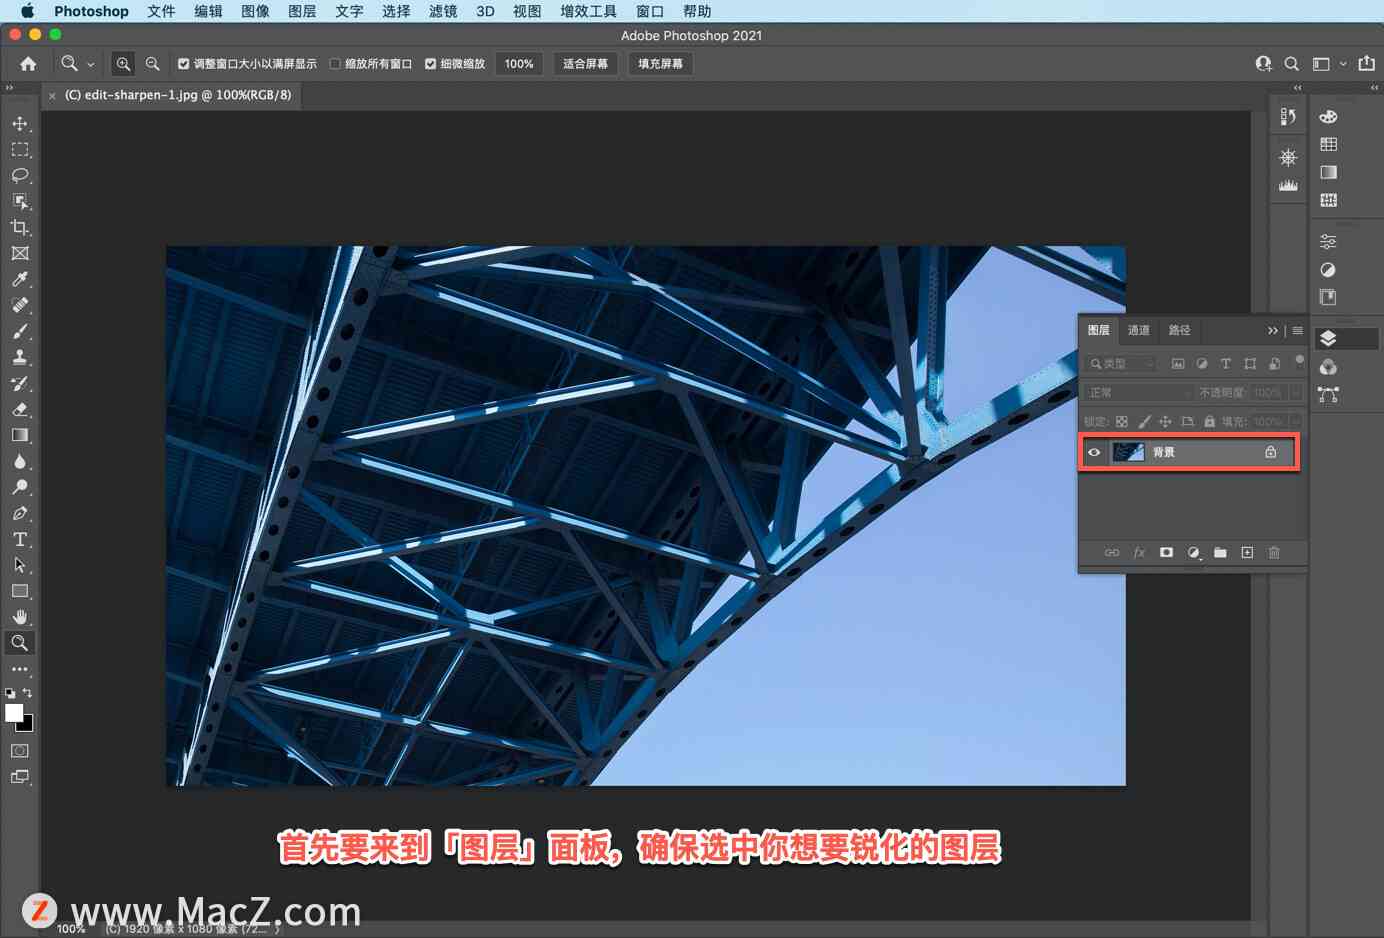 Photoshop 文件 编辑 图像 图层 文字 选择 滤镜 3D 视图 增效工具 窗口 帮助
Adobe Photoshop 2021
调整窗口大小以满屏显示 缩放所有窗口 细微缩放 100% 适合屏幕 填充屏幕
(C) edit-sharpen-1.jpg @ 100%(RGB/8)
图层 通道 路径
类型
正常 不透明度: 100%
锁定: 填充: 100%
背景
首先要来到「图层」面板，确保选中你想要锐化的图层
www.MacZ.com
100% (C) 1920 像素 x 1080 像素 (72...